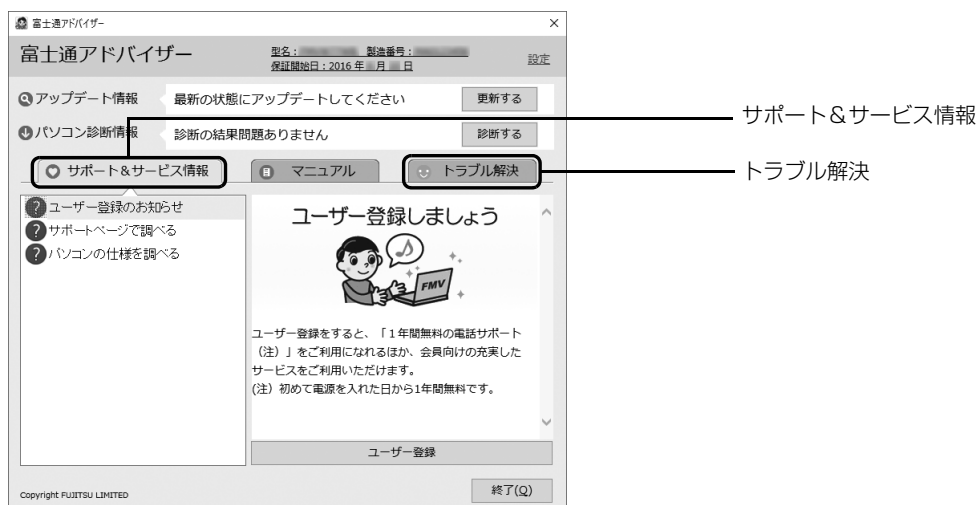 富士通アドバイザー
富士通アドバイザー
型名： 製造番号：
保証開始日：2016 年 月 日
設定
アップデート情報 最新の状態にアップデートしてください 更新する
パソコン診断情報 診断の結果問題ありません 診断する
サポート＆サービス情報 マニュアル トラブル解決
ユーザー登録のお知らせ
サポートページで調べる
パソコンの仕様を調べる
ユーザー登録しましょう
FMV
ユーザー登録をすると、「１年間無料の電話サポート
（注）」をご利用になれるほか、会員向けの充実した
サービスをご利用いただけます。
(注）初めて電源を入れた日から1年間無料です。
ユーザー登録
Copyright FUJITSU LIMITED
終了(Q)
サポート＆サービス情報
トラブル解決